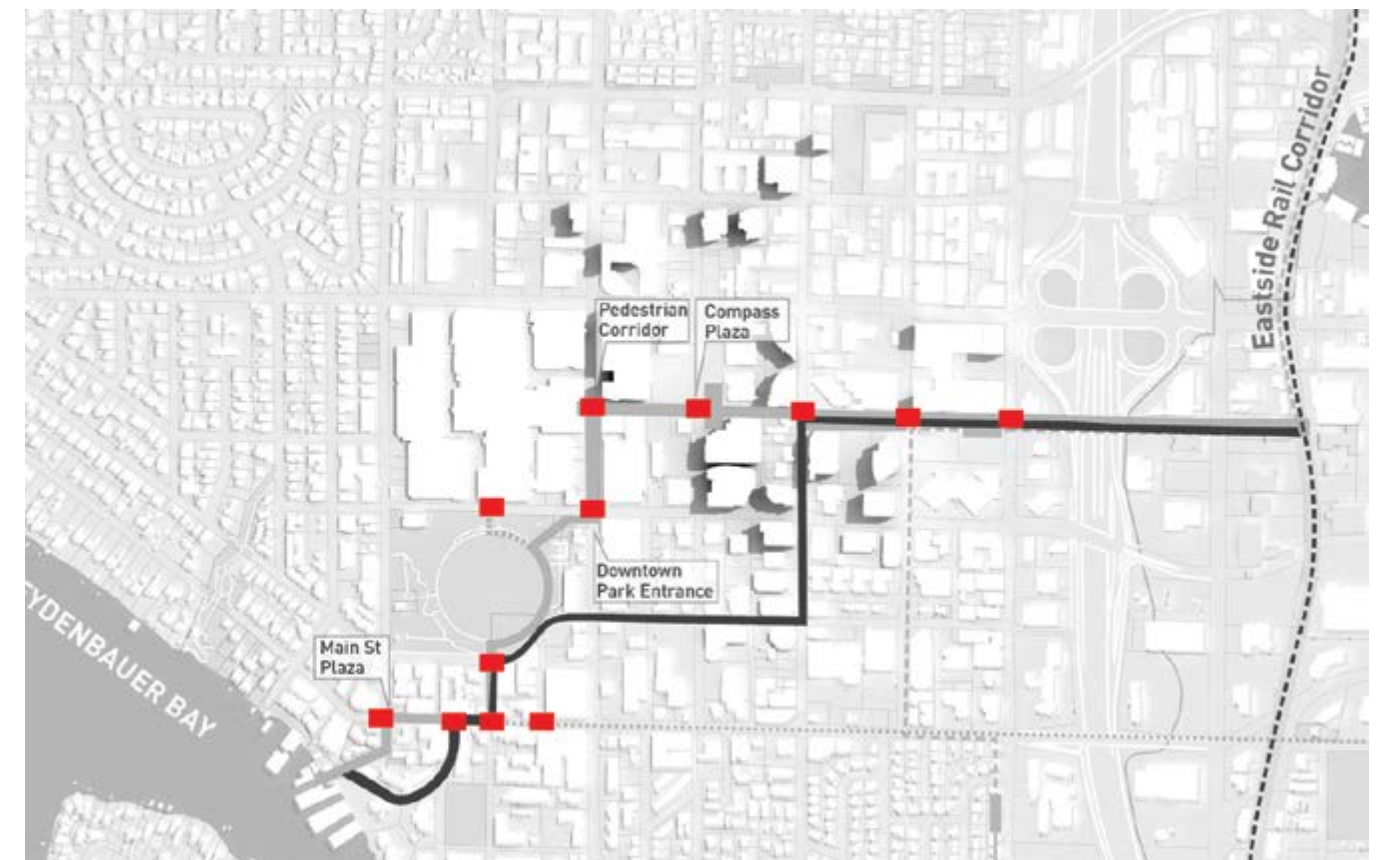 Eastside Rail Corridor
Pedestrian
Corridor
Compass
Plaza
Downtown
Park Entrance
Main St
Plaza
YDENBAUER BAY